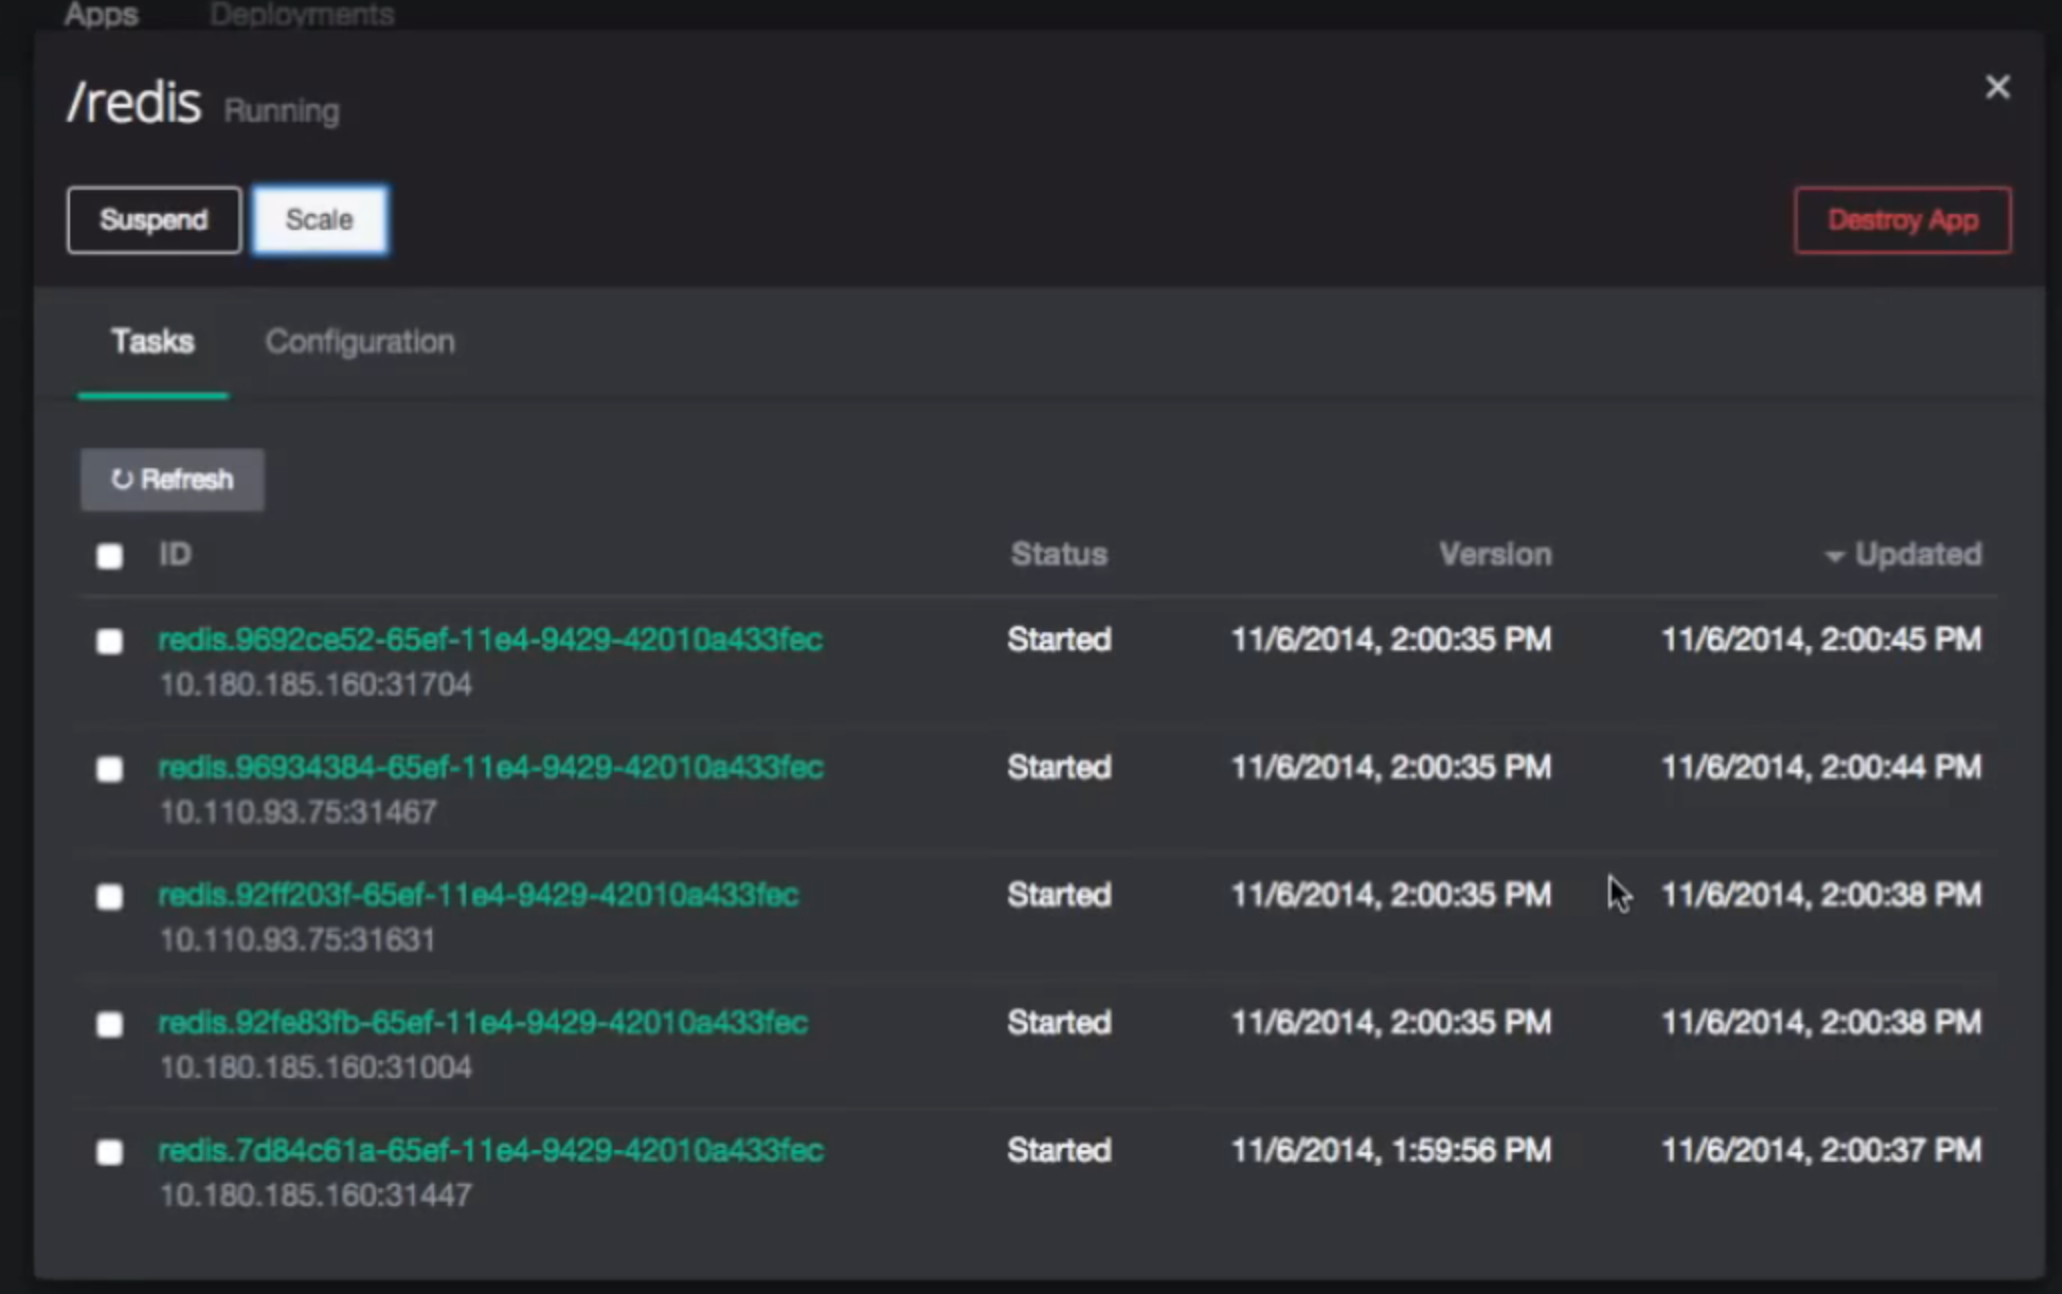 Apps Deployments
/redis Running
×
Suspend Scale Destroy App
Tasks Configuration
Refresh
ID Status Version Updated
redis.9692ce52-65ef-11e4-9429-42010a433fec Started 11/6/2014, 2:00:35 PM 11/6/2014, 2:00:45 PM
10.180.185.160:31704
redis.96934384-65ef-11e4-9429-42010a433fec Started 11/6/2014, 2:00:35 PM 11/6/2014, 2:00:44 PM
10.110.93.75:31467
redis.92ff203f-65ef-11e4-9429-42010a433fec Started 11/6/2014, 2:00:35 PM 11/6/2014, 2:00:38 PM
10.110.93.75:31631
redis.92fe83fb-65ef-11e4-9429-42010a433fec Started 11/6/2014, 2:00:35 PM 11/6/2014, 2:00:38 PM
10.180.185.160:31004
redis.7d84c61a-65ef-11e4-9429-42010a433fec Started 11/6/2014, 1:59:56 PM 11/6/2014, 2:00:37 PM
10.180.185.160:31447